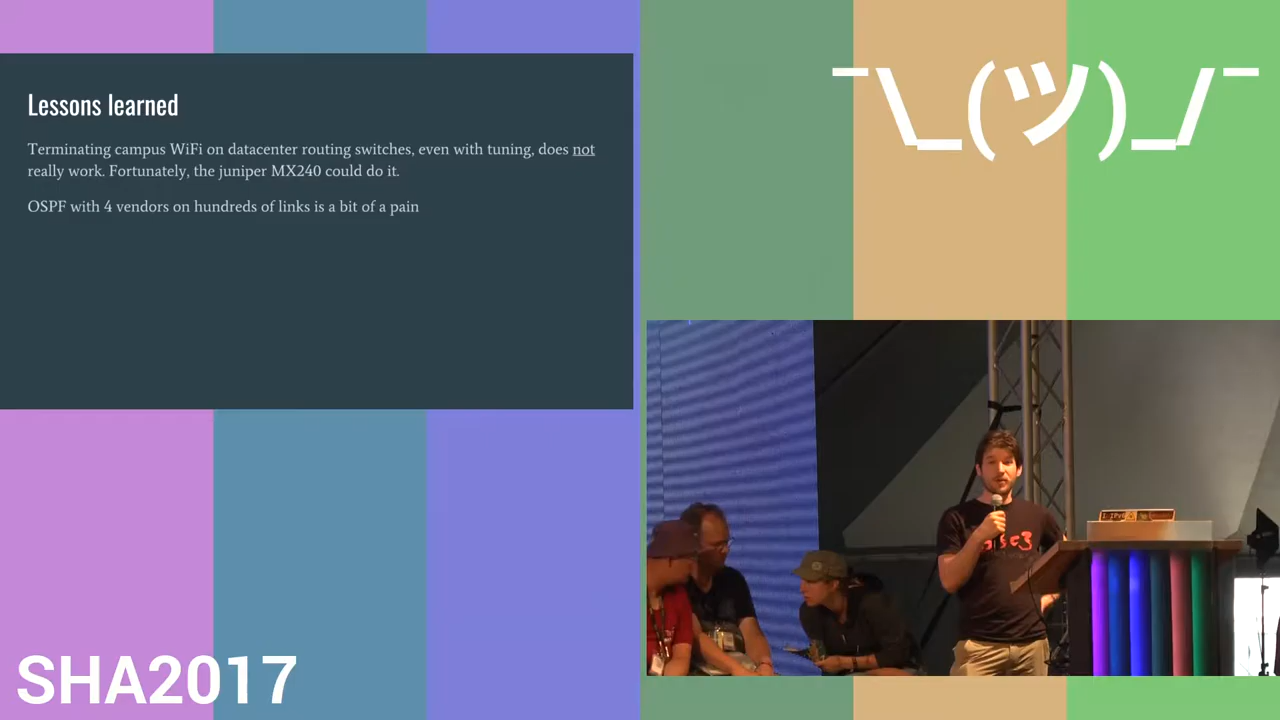 ¯\_(ツ)_/¯
Lessons learned
Terminating campus WiFi on datacenter routing switches, even with tuning, does not
really work. Fortunately, the juniper MX240 could do it.
OSPF with 4 vendors on hundreds of links is a bit of a pain
SHA2017